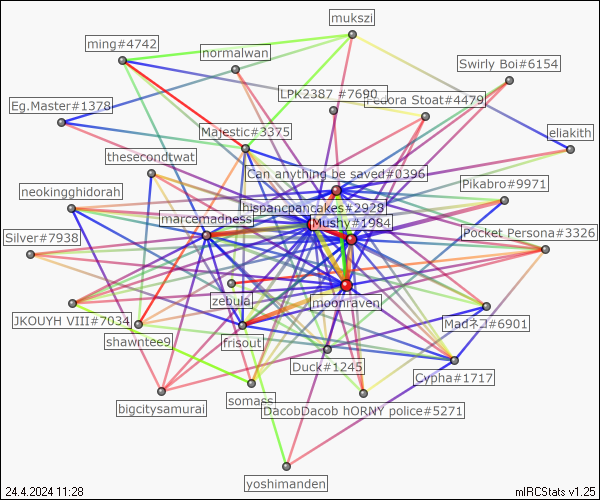 mukszi
ming#4742
normalwan
Swirly Boi#6154
LPK2387 #7690
Fedora Stoat#4479
Eg.Master#1378
Majestic#3375
eliakith
thesecondtwat
Can anything be saved#0396
Pikabro#9971
neokingghidorah
hispancpancakes#2929
marcemadness
Mushy#1984
Pocket Persona#3326
Silver#7938
zebula
moonraven
JKOUYH VIII#7034
Madネコ#6901
shawntee9
frisout
Duck#1245
Cypha#1717
somass
bigcitysamurai
DacobDacob hORNY police#5271
yoshimanden
24.4.2024 11:28
mIRCStats v1.25